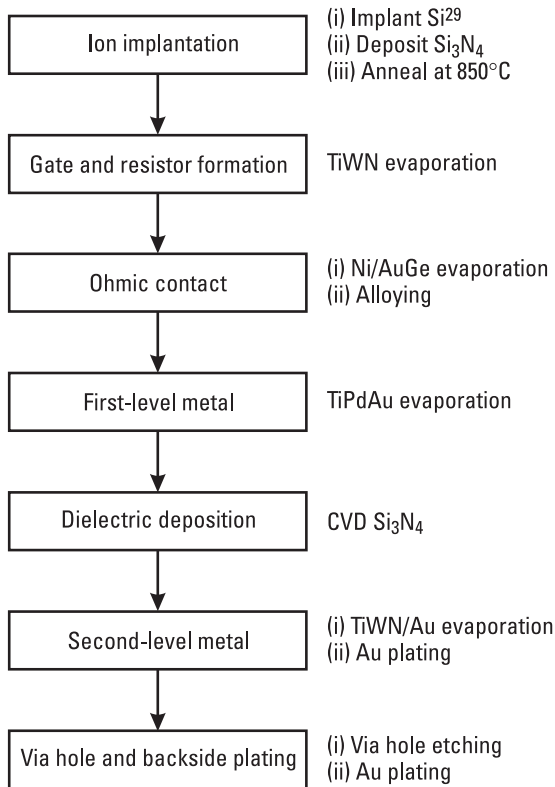 Ion implantation
(i) Implant Si²⁹
(ii) Deposit Si₃N₄
(iii) Anneal at 850°C
Gate and resistor formation
TiWN evaporation
Ohmic contact
(i) Ni/AuGe evaporation
(ii) Alloying
First-level metal
TiPdAu evaporation
Dielectric deposition
CVD Si₃N₄
Second-level metal
(i) TiWN/Au evaporation
(ii) Au plating
Via hole and backside plating
(i) Via hole etching
(ii) Au plating